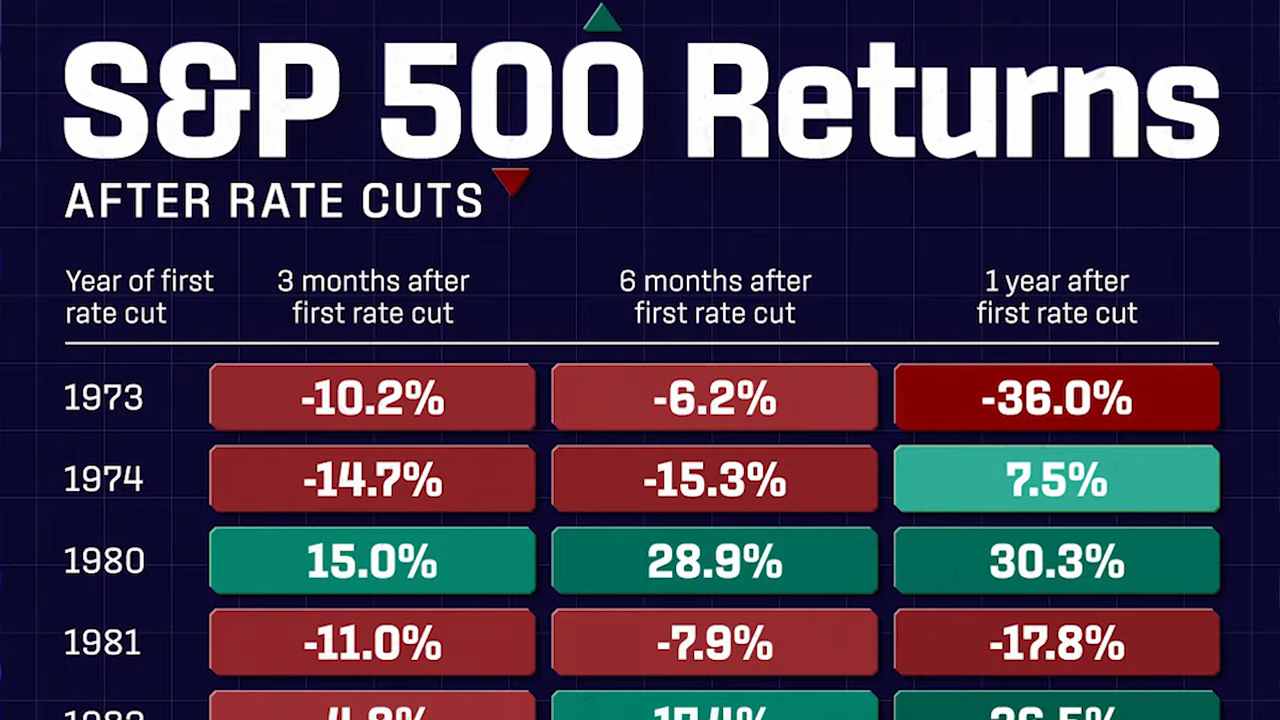 S&P 500 Returns
AFTER RATE CUTS
Year of first rate cut
3 months after first rate cut
6 months after first rate cut
1 year after first rate cut
1973 -10.2% -6.2% -36.0%
1974 -14.7% -15.3% 7.5%
1980 15.0% 28.9% 30.3%
1981 -11.0% -7.9% -17.8%